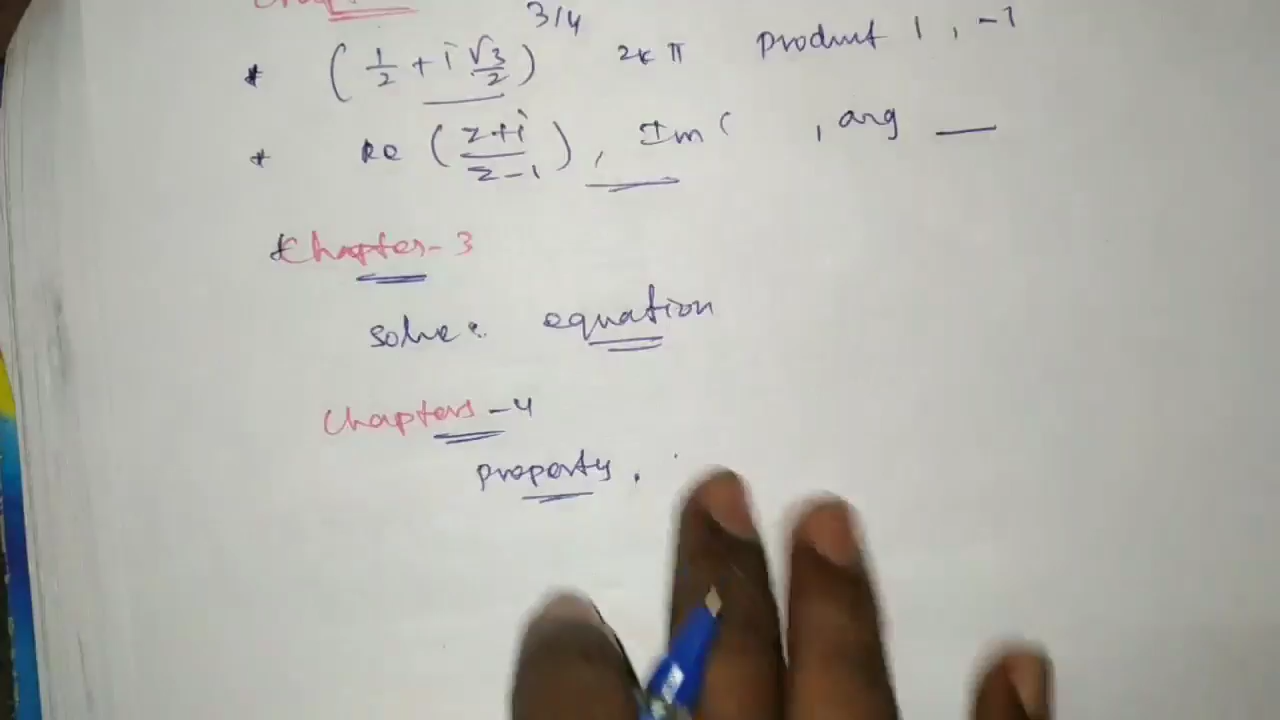 * (1/2 + i √3/2)^3/4 2kπ product 1, -1
* Re (z+i/z-1), Im( , arg __
Chapter-3
solve: equation
Chapters-4
property.